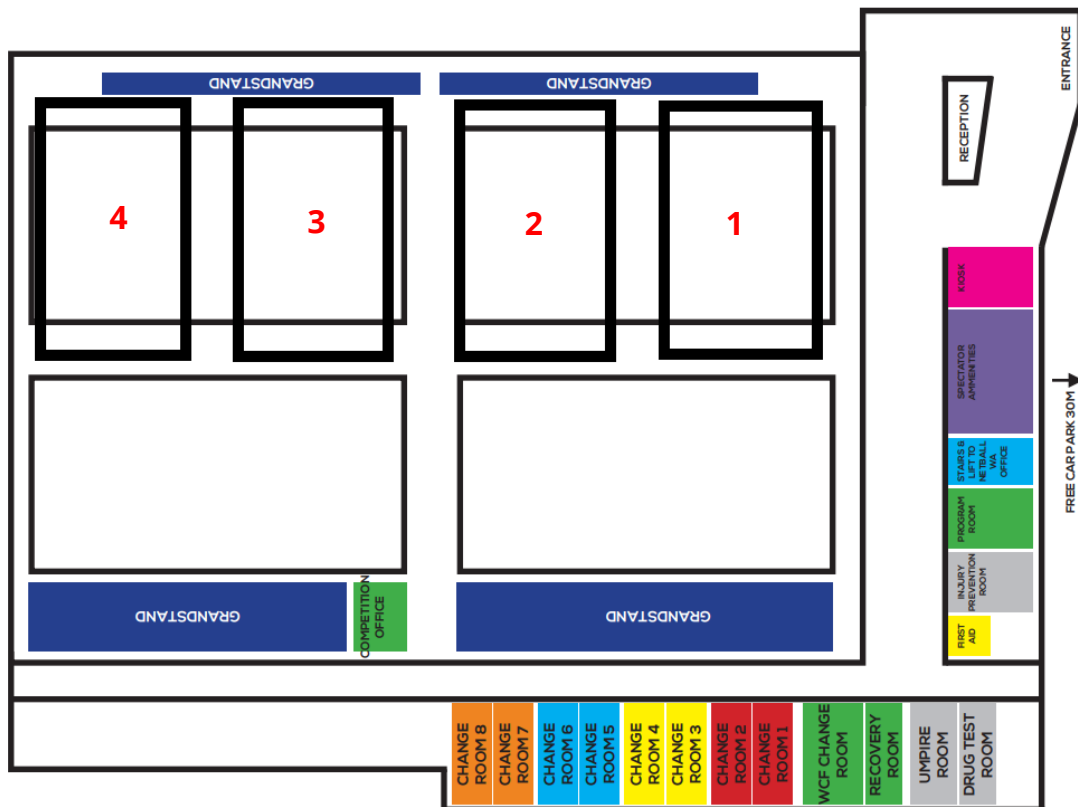 GRANDSTAND
GRANDSTAND
ENTRANCE
RECEPTION
4
3
2
1
KIOSK
SPECTATOR
AMMENITIES
FREE CAR PARK 30M
STAIRS &
LIFT TO
NETBALL
WA
OFFICE
PROGRAM
ROOM
INJURY
PREVENTION
ROOM
FIRST
AID
GRANDSTAND
COMPETITION
OFFICE
GRANDSTAND
CHANGE
ROOM 8
CHANGE
ROOM 7
CHANGE
ROOM 6
CHANGE
ROOM 5
CHANGE
ROOM 4
CHANGE
ROOM 3
CHANGE
ROOM 2
CHANGE
ROOM 1
WCF CHANGE
ROOM
RECOVERY
ROOM
UMPIRE
ROOM
DRUG TEST
ROOM